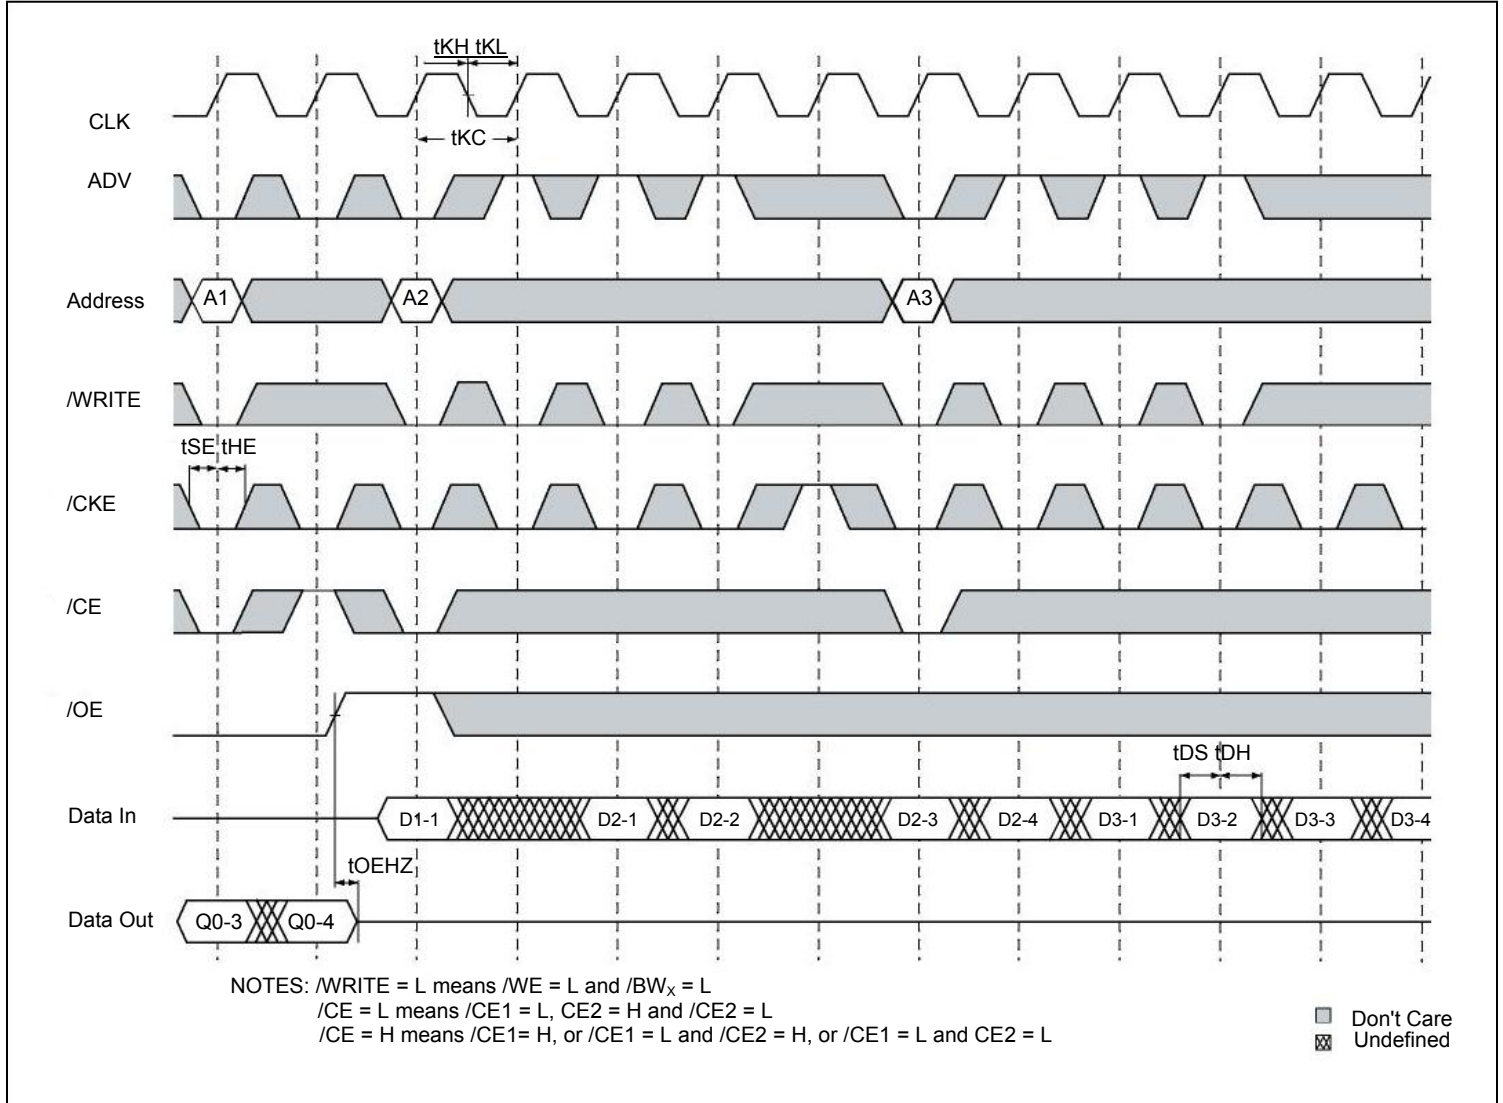 tKH tKL
CLK
tKC
ADV
Address A1 A2 A3
/WRITE
tSE tHE
/CKE
/CE
/OE
tDS tDH
Data In D1-1 D2-1 D2-2 D2-3 D2-4 D3-1 D3-2 D3-3 D3-4
tOEHZ
Data Out Q0-3 Q0-4
NOTES: /WRITE = L means /WE = L and /BWX = L
/CE = L means /CE1 = L, CE2 = H and /CE2 = L
/CE = H means /CE1= H, or /CE1 = L and /CE2 = H, or /CE1 = L and CE2 = L
Don't Care
Undefined